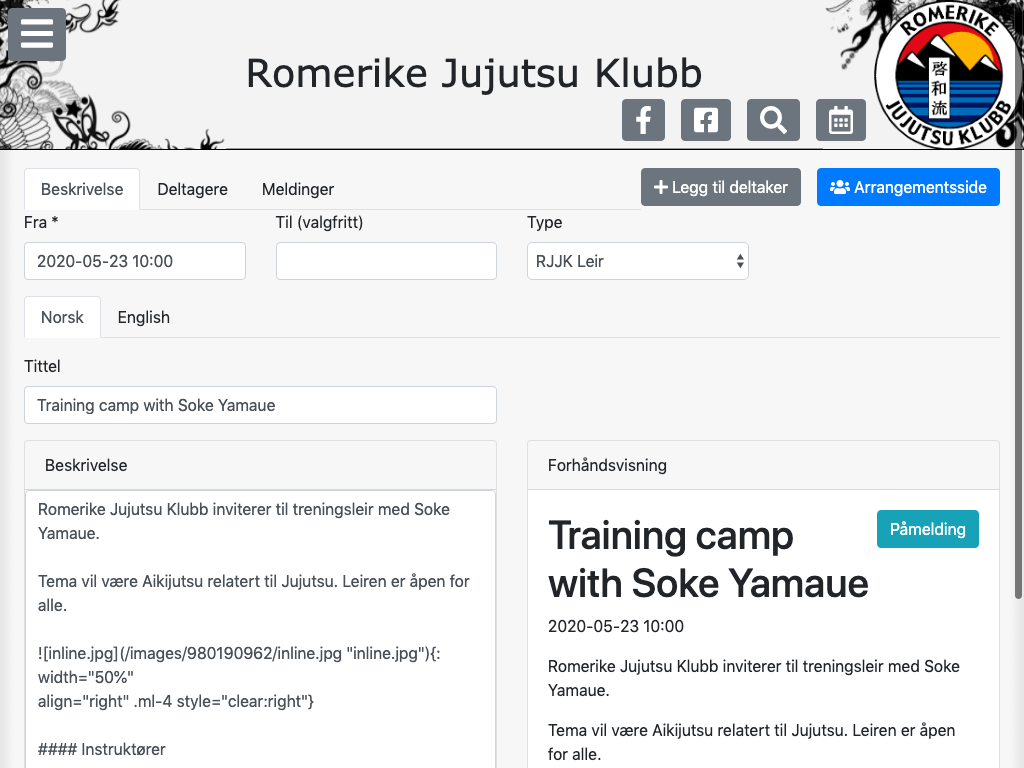 Romerike Jujutsu Klubb
ROMERIKE
啓和流
JUJUTSU KLUBB
Beskrivelse Deltagere Meldinger Legg til deltaker Arrangementsside
Fra * Til (valgfritt) Type
2020-05-23 10:00 RJJK Leir
Norsk English
Tittel
Training camp with Soke Yamaue
Beskrivelse
Romerike Jujutsu Klubb inviterer til treningsleir med Soke
Yamaue.
Tema vil være Aikijutsu relatert til Jujutsu. Leiren er åpen for
alle.
![inline.jpg](/images/980190962/inline.jpg "inline.jpg"){:
width="50%"
align="right" .ml-4 style="clear:right"}
#### Instruktører
Forhåndsvisning
Training camp
with Soke Yamaue
Påmelding
2020-05-23 10:00
Romerike Jujutsu Klubb inviterer til treningsleir med Soke
Yamaue.
Tema vil være Aikijutsu relatert til Jujutsu. Leiren er åpen
for alle.